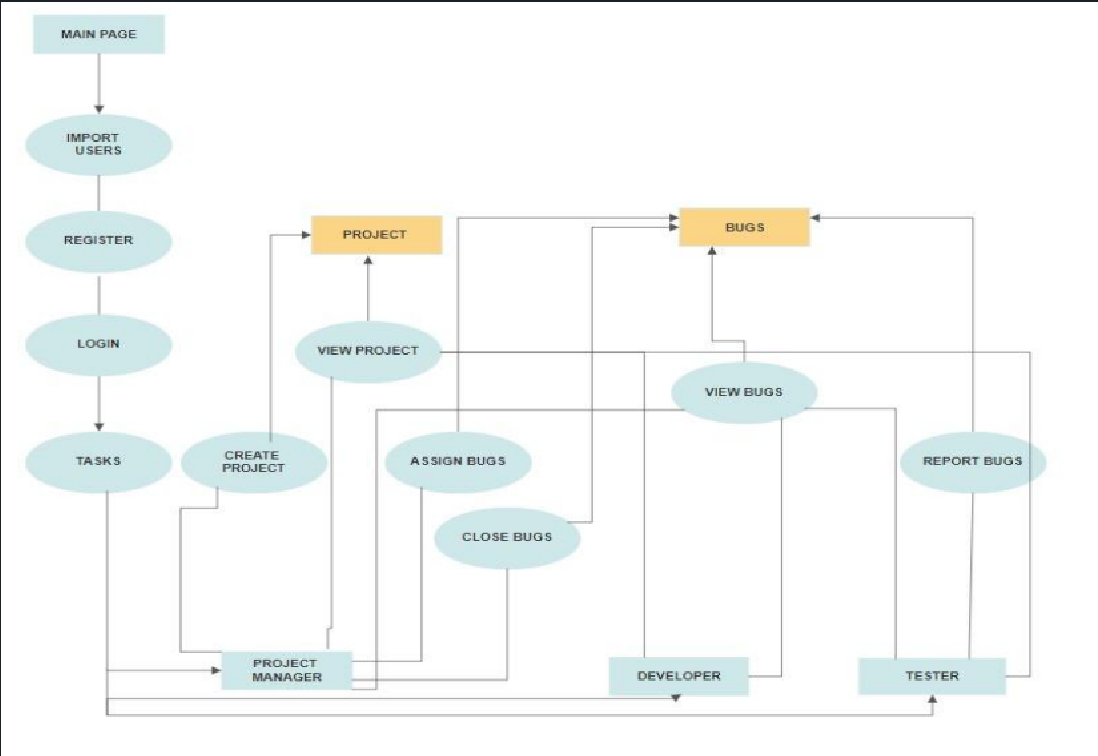 MAIN PAGE
IMPORT
USERS
REGISTER
LOGIN
TASKS
PROJECT
BUGS
VIEW PROJECT
VIEW BUGS
CREATE
PROJECT
ASSIGN BUGS
REPORT BUGS
CLOSE BUGS
PROJECT
MANAGER
DEVELOPER
TESTER